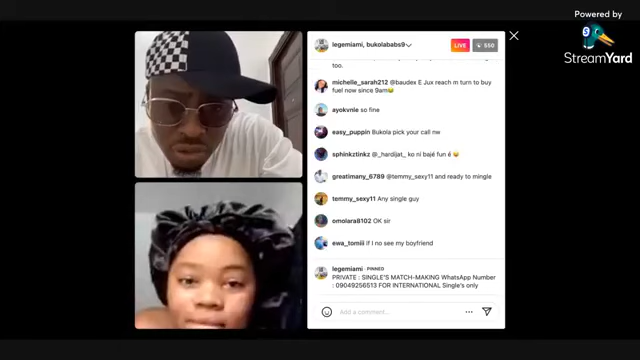 Powered by
StreamYard
legemiami, bukolababs9
LIVE
550
too.
michelle_sarah212 @baudex E Jux reach m turn to buy
fuel now since 9am😂
ayokvnle so fine
easy_puppin Bukola pick your call nw
sphinkztinkz @_hardijat_ ko ni bajé fun é 😸
greatimany_6789 @temmy_sexy11 and ready to mingle
temmy_sexy11 Any single guy
omolara8102 OK sir
ewa_tomiii if I no see my boyfriend
legemiami · PINNED
PRIVATE : SINGLE'S MATCH-MAKING WhatsApp Number
: 09049256513 FOR INTERNATIONAL Single's only
Add a comment...